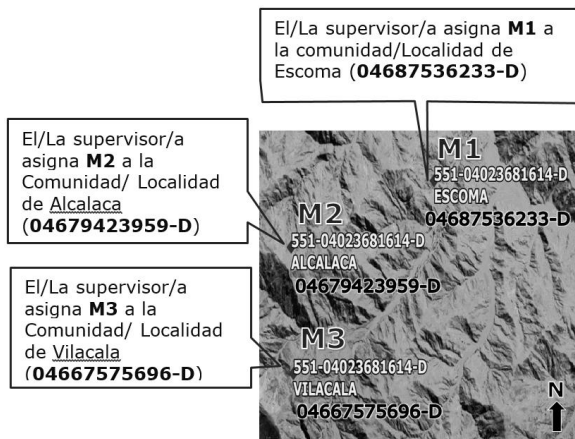 El/La supervisor/a asigna M1 a
la comunidad/Localidad de
Escoma (04687536233-D)
El/La supervisor/a
asigna M2 a la
Comunidad/ Localidad
de Alcalaca
(04679423959-D)
El/La supervisor/a
asigna M3 a la
Comunidad/ Localidad
de Vilacala
(04667575696-D)
M1
551-04023681614-D
ESCOMA
04687536233-D
M2
551-04023681614-D
ALCALACA
04679423959-D
M3
551-04023681614-D
VILACALA
04667575696-D
N